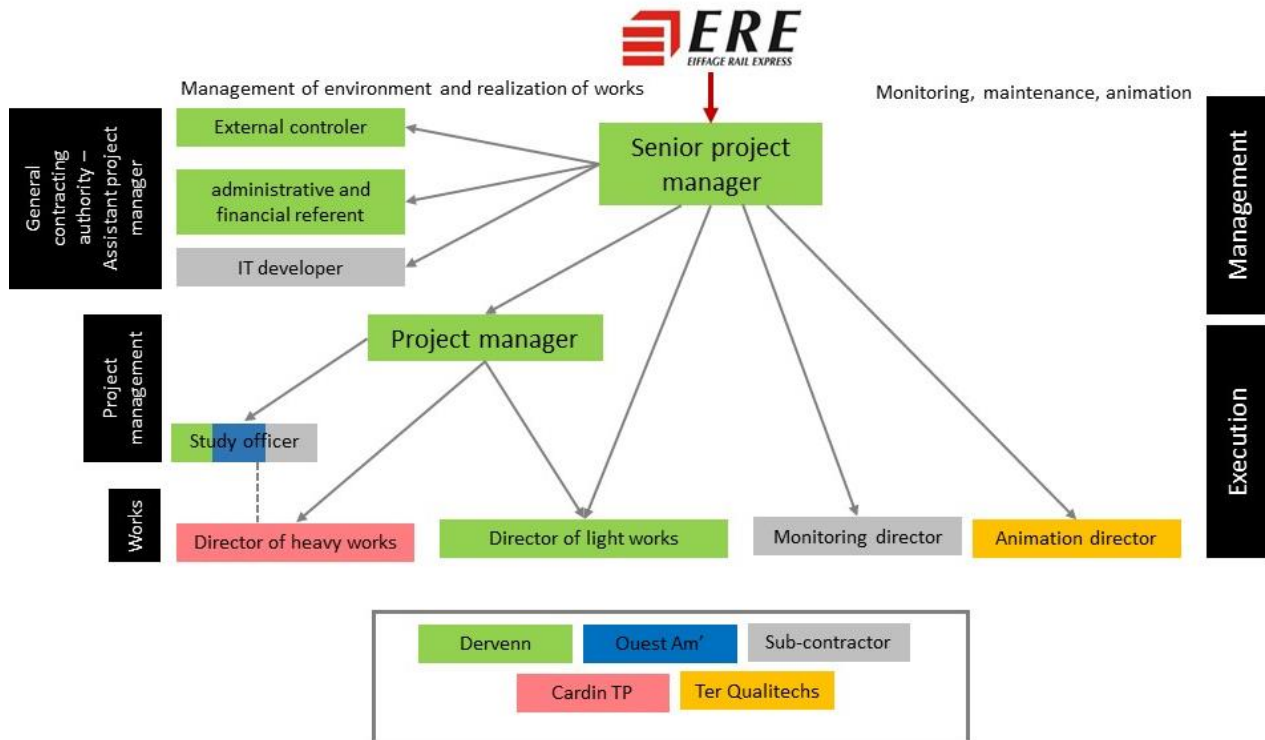 ERE
EIFFAGE RAIL EXPRESS
Management of environment and realization of works
Monitoring, maintenance, animation
General
contracting
authority –
Assistant project
manager
External controler
administrative and
financial referent
IT developer
Senior project
manager
Management
Project
management
Project manager
Study officer
Execution
Works
Director of heavy works
Director of light works
Monitoring director
Animation director
Dervenn
Ouest Am’
Sub-contractor
Cardin TP
Ter Qualitechs